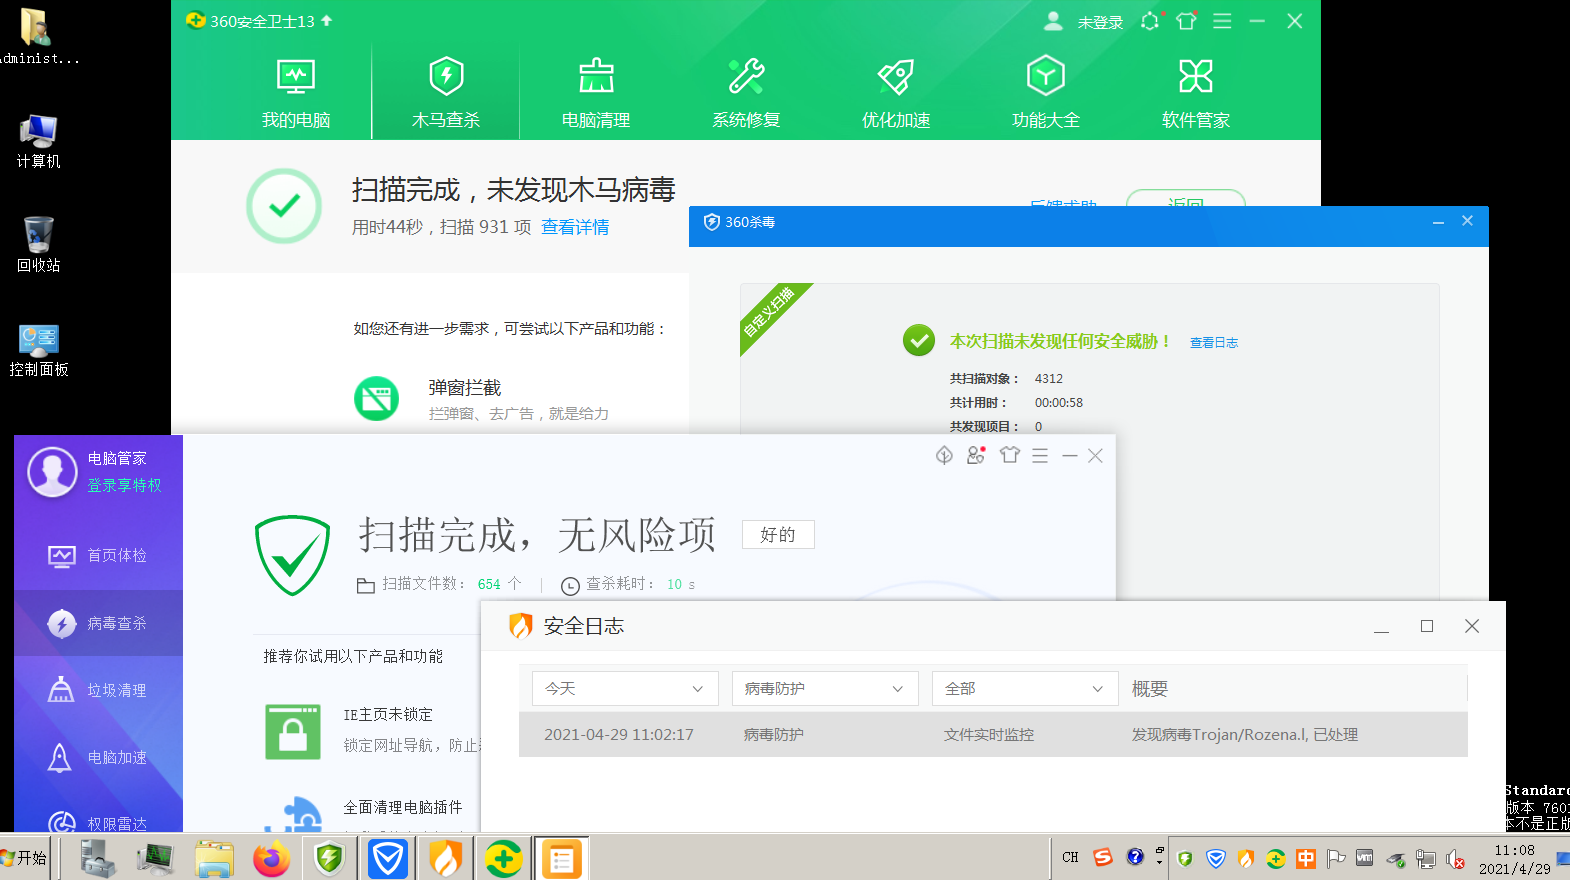 Administ...
计算机
回收站
控制面板
360安全卫士13
未登录
我的电脑
木马查杀
电脑清理
系统修复
优化加速
功能大全
软件管家
扫描完成，未发现木马病毒
用时44秒，扫描 931 项 查看详情
反馈求助
返回
如您还有进一步需求，可尝试以下产品和功能：
弹窗拦截
拦弹窗、去广告，就是给力
360杀毒
自定义扫描
本次扫描未发现任何安全威胁！ 查看日志
共扫描对象： 4312
共计用时： 00:00:58
共发现项目： 0
电脑管家
登录享特权
首页体检
病毒查杀
垃圾清理
电脑加速
权限雷达
扫描完成，无风险项
好的
扫描文件数： 654 个
查杀耗时： 10 s
推荐你试用以下产品和功能
IE主页未锁定
锁定网址导航，防止
全面清理电脑插件
安全日志
今天 病毒防护 全部 概要
2021-04-29 11:02:17 病毒防护 文件实时监控 发现病毒Trojan/Rozena.l, 已处理
Standard
版本 7601
本不是正版
开始
CH
中
vm
11:08
2021/4/29